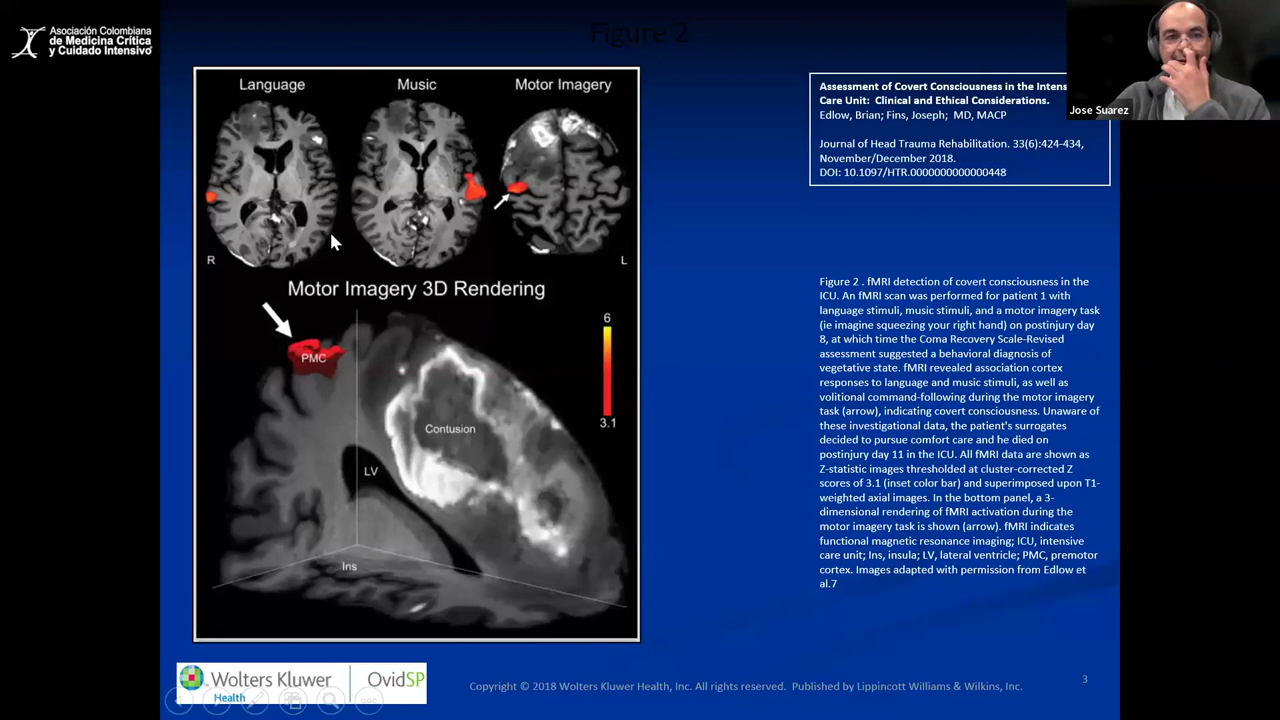 Asociación Colombiana
de Medicina Crítica
y Cuidado Intensivo
Figure 2
Language
Music
Motor Imagery
R
L
Motor Imagery 3D Rendering
PMC
6
3.1
Contusion
LV
Ins
Assessment of Covert Consciousness in the Intens
Care Unit: Clinical and Ethical Considerations.
Edlow, Brian; Fins, Joseph; MD, MACP
Journal of Head Trauma Rehabilitation. 33(6):424-434,
November/December 2018.
DOI: 10.1097/HTR.0000000000000448
Jose Suarez
Figure 2 . fMRI detection of covert consciousness in the
ICU. An fMRI scan was performed for patient 1 with
language stimuli, music stimuli, and a motor imagery task
(ie imagine squeezing your right hand) on postinjury day
8, at which time the Coma Recovery Scale-Revised
assessment suggested a behavioral diagnosis of
vegetative state. fMRI revealed association cortex
responses to language and music stimuli, as well as
volitional command-following during the motor imagery
task (arrow), indicating covert consciousness. Unaware of
these investigational data, the patient's surrogates
decided to pursue comfort care and he died on
postinjury day 11 in the ICU. All fMRI data are shown as
Z-statistic images thresholded at cluster-corrected Z
scores of 3.1 (inset color bar) and superimposed upon T1-
weighted axial images. In the bottom panel, a 3-
dimensional rendering of fMRI activation during the
motor imagery task is shown (arrow). fMRI indicates
functional magnetic resonance imaging; ICU, intensive
care unit; Ins, insula; LV, lateral ventricle; PMC, premotor
cortex. Images adapted with permission from Edlow et
al.7
Wolters Kluwer
Health
OvidSP
Copyright © 2018 Wolters Kluwer Health, Inc. All rights reserved. Published by Lippincott Williams & Wilkins, Inc.
3